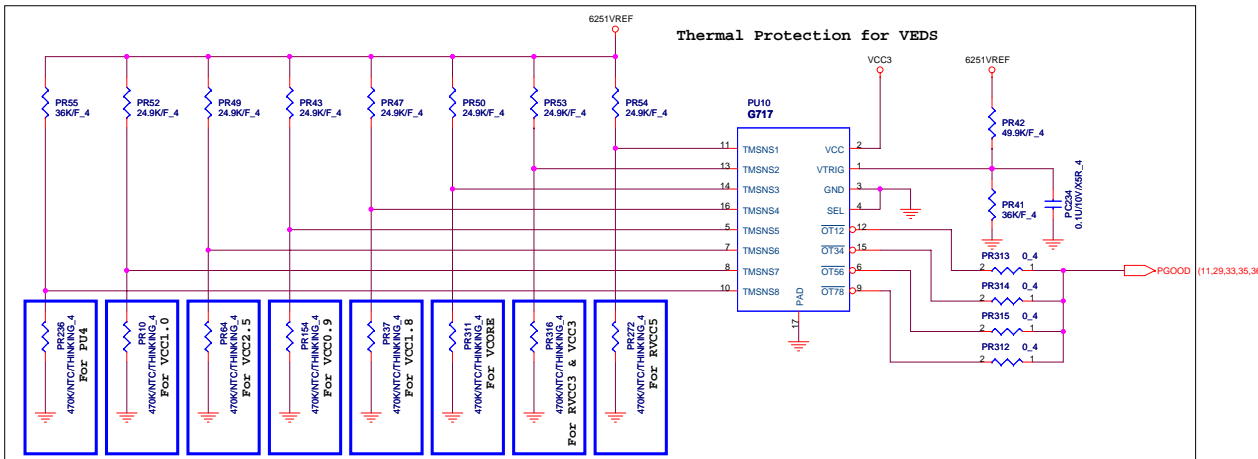 6251VREF
Thermal Protection for VEDS
VCC3
6251VREF
PR55
36K/F_4
PR52
24.9K/F_4
PR49
24.9K/F_4
PR43
24.9K/F_4
PR47
24.9K/F_4
PR50
24.9K/F_4
PR53
24.9K/F_4
PR54
24.9K/F_4
PU10
G717
11 TMSNS1
13 TMSNS2
14 TMSNS3
16 TMSNS4
5 TMSNS5
7 TMSNS6
8 TMSNS7
10 TMSNS8
VCC 2
VTRIG 1
GND 3
SEL 4
OT12 12
OT34 15
OT56 6
OT78 9
PAD
17
PR42
49.9K/F_4
PR41
36K/F_4
PC234
0.1U/10V/X5R_4
PR313 0_4
2 1
PR314 0_4
2 1
PR315 0_4
2 1
PR312 0_4
2 1
PGOOD (11,29,33,35,36
PR236
470K/NTC/THINKING_4
For PU4
PR10
470K/NTC/THINKING_4
For VCC1.0
PR64
470K/NTC/THINKING_4
For VCC2.5
PR154
470K/NTC/THINKING_4
For VCC0.9
PR37
470K/NTC/THINKING_4
For VCC1.8
PR311
470K/NTC/THINKING_4
For VCORE
PR316
470K/NTC/THINKING_4
For RVCC3 & VCC3
PR272
470K/NTC/THINKING_4
For RVCC5